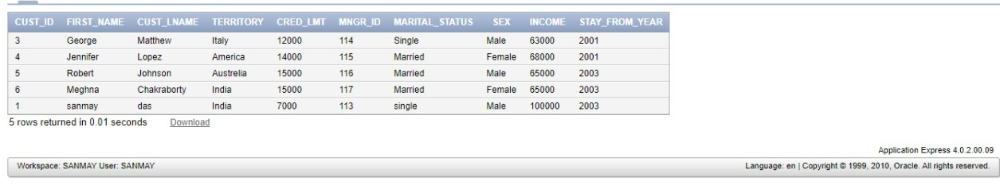 CUST_ID FIRST_NAME CUST_LNAME TERRITORY CRED_LMT MNGR_ID MARITAL_STATUS SEX INCOME STAY_FROM_YEAR
3 George Matthew Italy 12000 114 Single Male 63000 2001
4 Jennifer Lopez America 14000 115 Married Female 68000 2001
5 Robert Johnson Austrelia 15000 116 Married Male 65000 2003
6 Meghna Chakraborty India 15000 117 Married Female 65000 2003
1 sanmay das India 7000 113 single Male 100000 2003
5 rows returned in 0.01 seconds Download
Application Express 4.0.2.00.09
Workspace: SANMAY User: SANMAY Language: en | Copyright © 1999, 2010, Oracle. All rights reserved.